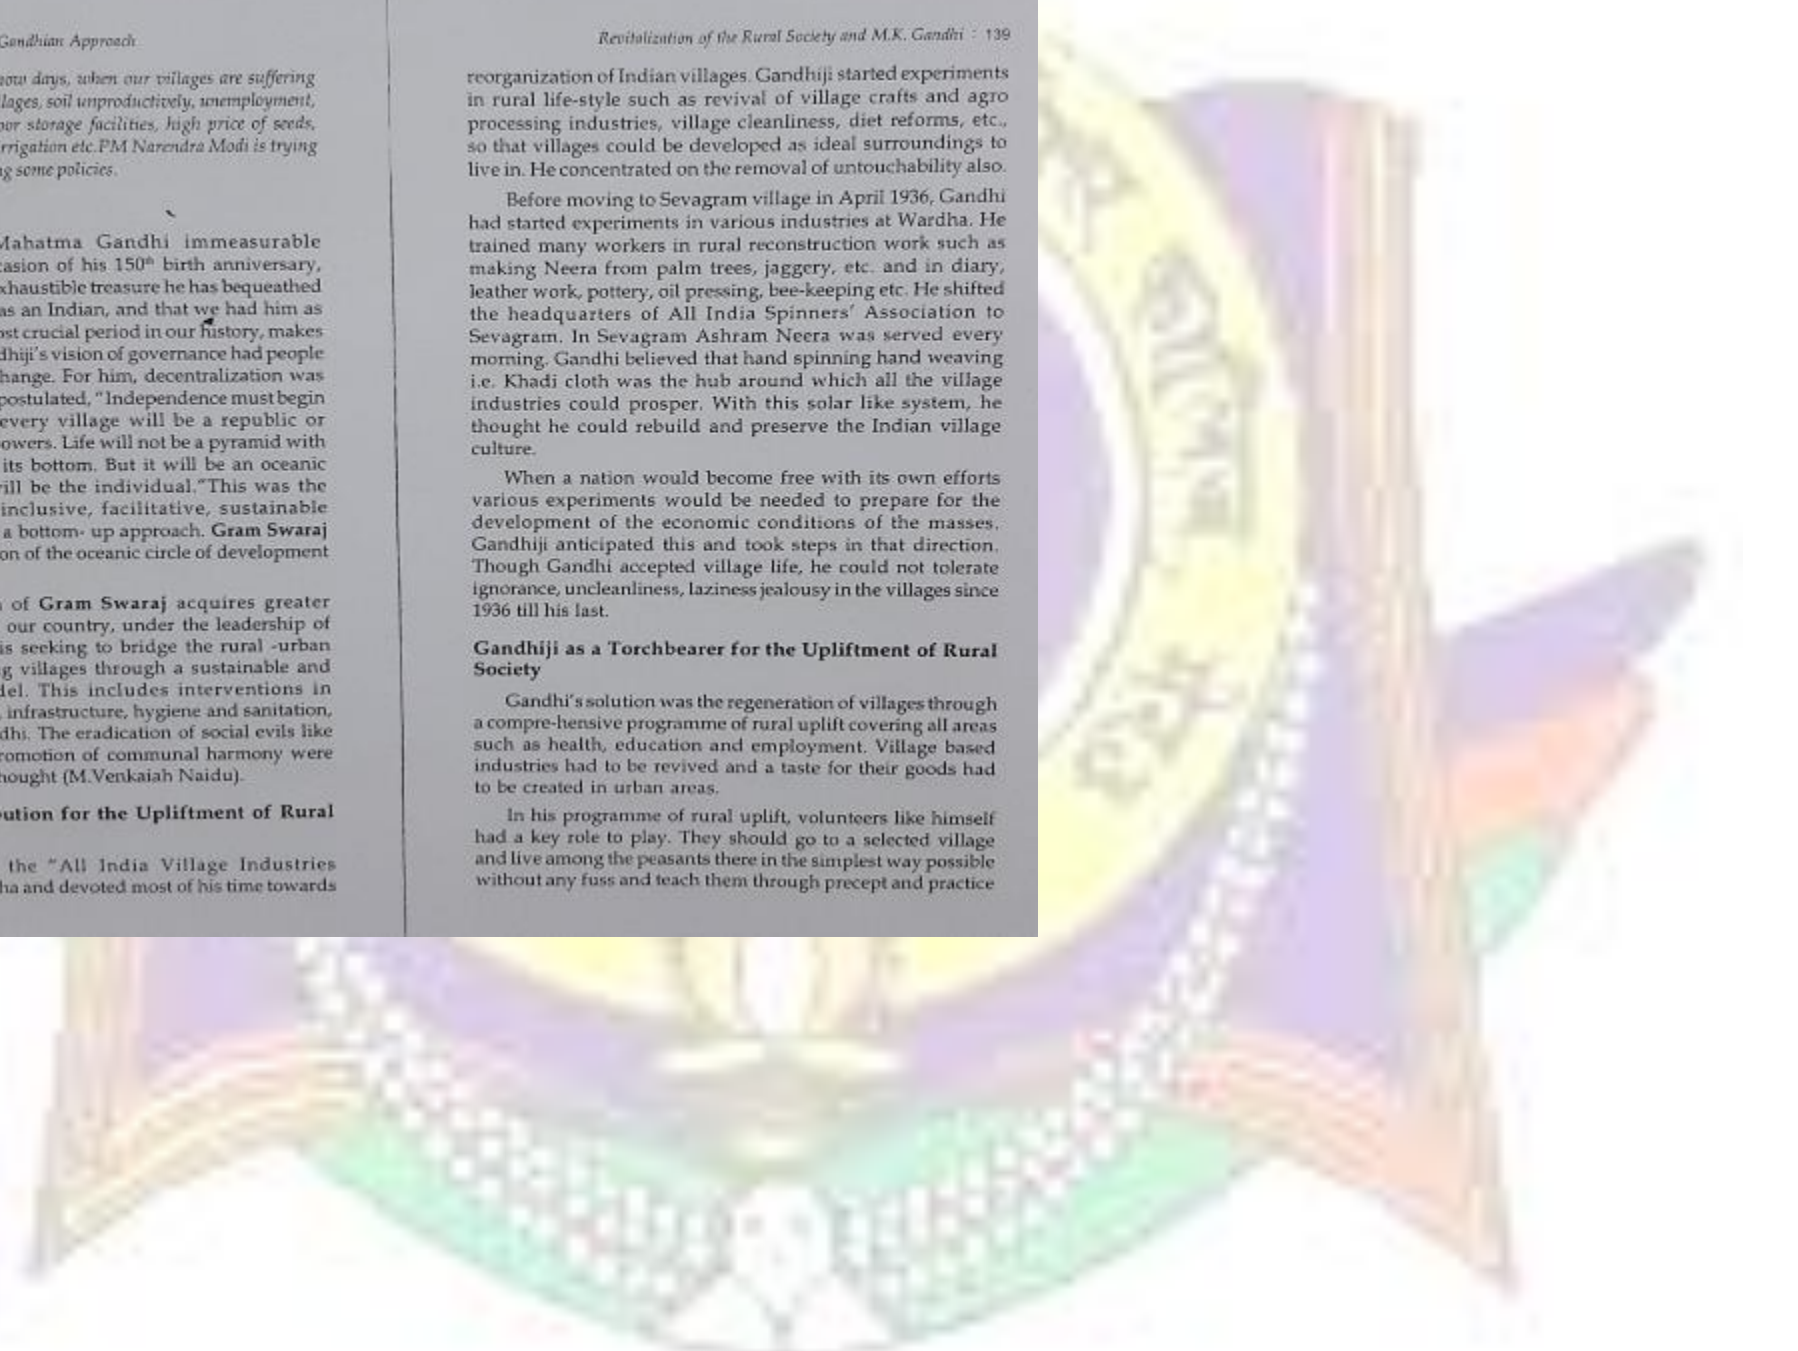 Gandhian Approach
now days, when our villages are suffering
lages, soil unproductively, unemployment,
oor storage facilities, high price of seeds,
rrigation etc.PM Narendra Modi is trying
g some policies.
Mahatma Gandhi immeasurable
casion of his 150th birth anniversary,
xhaustible treasure he has bequeathed
as an Indian, and that we had him as
ost crucial period in our history, makes
dhiji's vision of governance had people
hange. For him, decentralization was
postulated, "Independence must begin
every village will be a republic or
owers. Life will not be a pyramid with
its bottom. But it will be an oceanic
ill be the individual."This was the
inclusive, facilitative, sustainable
a bottom- up approach. Gram Swaraj
on of the oceanic circle of development
of Gram Swaraj acquires greater
our country, under the leadership of
is seeking to bridge the rural -urban
g villages through a sustainable and
del. This includes interventions in
, infrastructure, hygiene and sanitation,
dhi. The eradication of social evils like
romotion of communal harmony were
hought (M.Venkaiah Naidu).
ution for the Upliftment of Rural
the "All India Village Industries
ha and devoted most of his time towards
Revitalization of the Rural Society and M.K. Gandhi : 139
reorganization of Indian villages. Gandhiji started experiments
in rural life-style such as revival of village crafts and agro
processing industries, village cleanliness, diet reforms, etc.,
so that villages could be developed as ideal surroundings to
live in. He concentrated on the removal of untouchability also.
Before moving to Sevagram village in April 1936, Gandhi
had started experiments in various industries at Wardha. He
trained many workers in rural reconstruction work such as
making Neera from palm trees, jaggery, etc. and in diary,
leather work, pottery, oil pressing, bee-keeping etc. He shifted
the headquarters of All India Spinners' Association to
Sevagram. In Sevagram Ashram Neera was served every
morning. Gandhi believed that hand spinning hand weaving
i.e. Khadi cloth was the hub around which all the village
industries could prosper. With this solar like system, he
thought he could rebuild and preserve the Indian village
culture.
When a nation would become free with its own efforts
various experiments would be needed to prepare for the
development of the economic conditions of the masses.
Gandhiji anticipated this and took steps in that direction.
Though Gandhi accepted village life, he could not tolerate
ignorance, uncleanliness, laziness jealousy in the villages since
1936 till his last.
Gandhiji as a Torchbearer for the Upliftment of Rural
Society
Gandhi's solution was the regeneration of villages through
a compre-hensive programme of rural uplift covering all areas
such as health, education and employment. Village based
industries had to be revived and a taste for their goods had
to be created in urban areas.
In his programme of rural uplift, volunteers like himself
had a key role to play. They should go to a selected village
and live among the peasants there in the simplest way possible
without any fuss and teach them through precept and practice